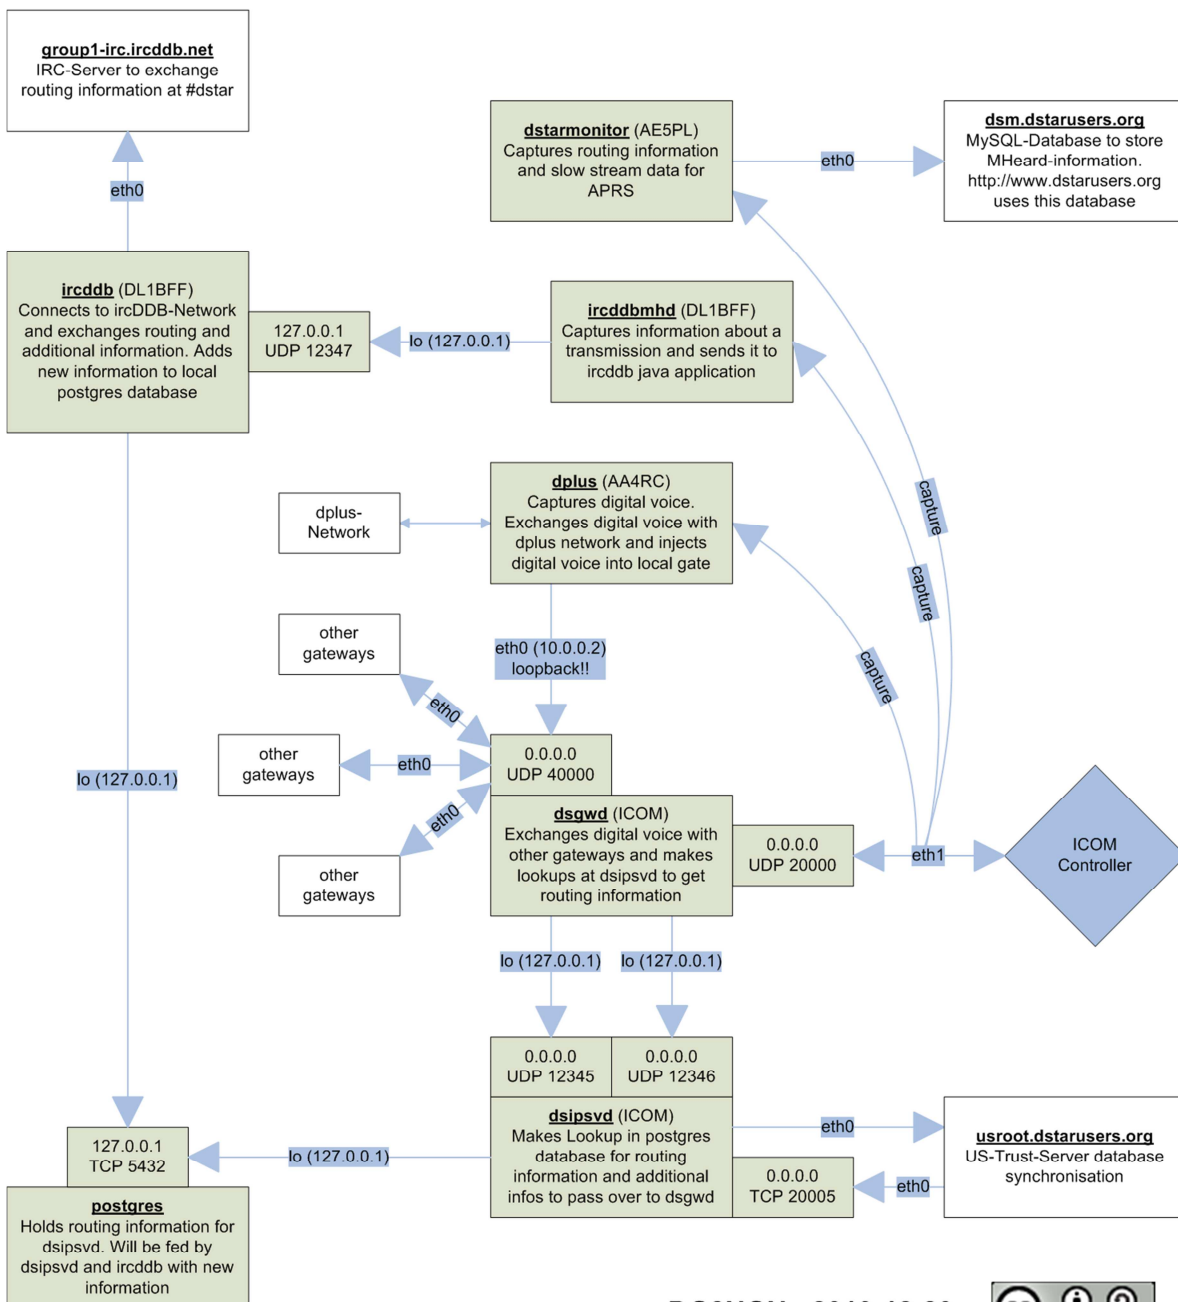 group1-irc.ircddb.net
IRC-Server to exchange
routing information at #dstar
eth0
dstarmonitor (AE5PL)
Captures routing information
and slow stream data for
APRS
eth0
dsm.dstarusers.org
MySQL-Database to store
MHeard-information.
http://www.dstarusers.org
uses this database
ircddb (DL1BFF)
Connects to ircDDB-Network
and exchanges routing and
additional information. Adds
new information to local
postgres database
127.0.0.1
UDP 12347
lo (127.0.0.1)
ircddbmhd (DL1BFF)
Captures information about a
transmission and sends it to
ircddb java application
dplus-
Network
dplus (AA4RC)
Captures digital voice.
Exchanges digital voice with
dplus network and injects
digital voice into local gate
capture
capture
capture
other
gateways
eth0
eth0 (10.0.0.2)
loopback!!
other
gateways
eth0
other
gateways
eth0
lo (127.0.0.1)
0.0.0.0
UDP 40000
dsgwd (ICOM)
Exchanges digital voice with
other gateways and makes
lookups at dsipsvd to get
routing information
0.0.0.0
UDP 20000
eth1
ICOM
Controller
lo (127.0.0.1)
lo (127.0.0.1)
0.0.0.0
UDP 12345
0.0.0.0
UDP 12346
dsipsvd (ICOM)
Makes Lookup in postgres
database for routing
information and additional
infos to pass over to dsgwd
0.0.0.0
TCP 20005
eth0
eth0
usroot.dstarusers.org
US-Trust-Server database
synchronisation
lo (127.0.0.1)
127.0.0.1
TCP 5432
postgres
Holds routing information for
dsipsvd. Will be fed by
dsipsvd and ircddb with new
information